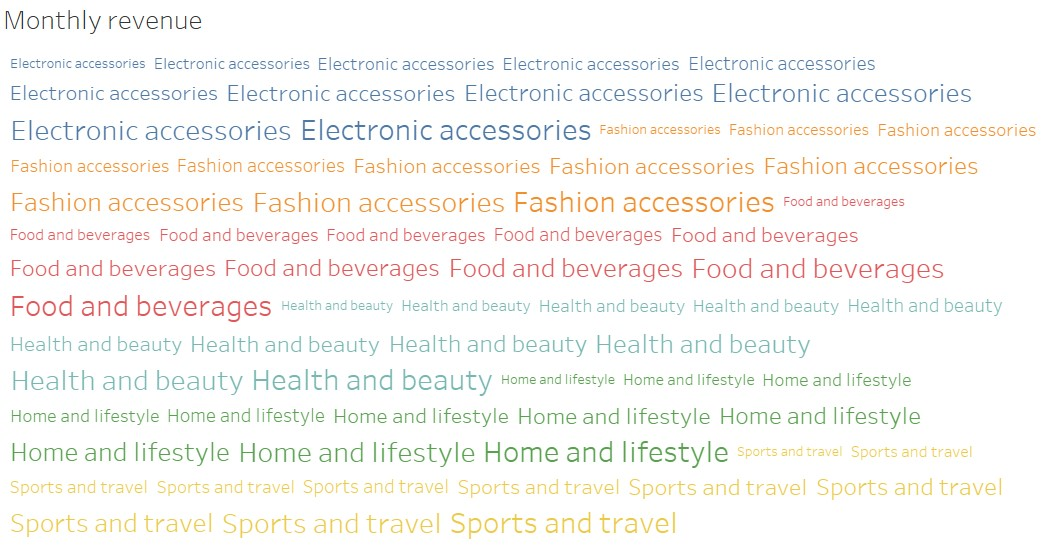 Monthly revenue
Electronic accessories Electronic accessories Electronic accessories Electronic accessories Electronic accessories
Electronic accessories Electronic accessories Electronic accessories Electronic accessories
Electronic accessories Electronic accessories Fashion accessories Fashion accessories Fashion accessories
Fashion accessories Fashion accessories Fashion accessories Fashion accessories Fashion accessories
Fashion accessories Fashion accessories Fashion accessories Food and beverages
Food and beverages Food and beverages Food and beverages Food and beverages Food and beverages
Food and beverages Food and beverages Food and beverages Food and beverages
Food and beverages Health and beauty Health and beauty Health and beauty Health and beauty Health and beauty
Health and beauty Health and beauty Health and beauty Health and beauty
Health and beauty Health and beauty Home and lifestyle Home and lifestyle Home and lifestyle
Home and lifestyle Home and lifestyle Home and lifestyle Home and lifestyle Home and lifestyle
Home and lifestyle Home and lifestyle Home and lifestyle Sports and travel Sports and travel
Sports and travel Sports and travel Sports and travel Sports and travel Sports and travel Sports and travel
Sports and travel Sports and travel Sports and travel